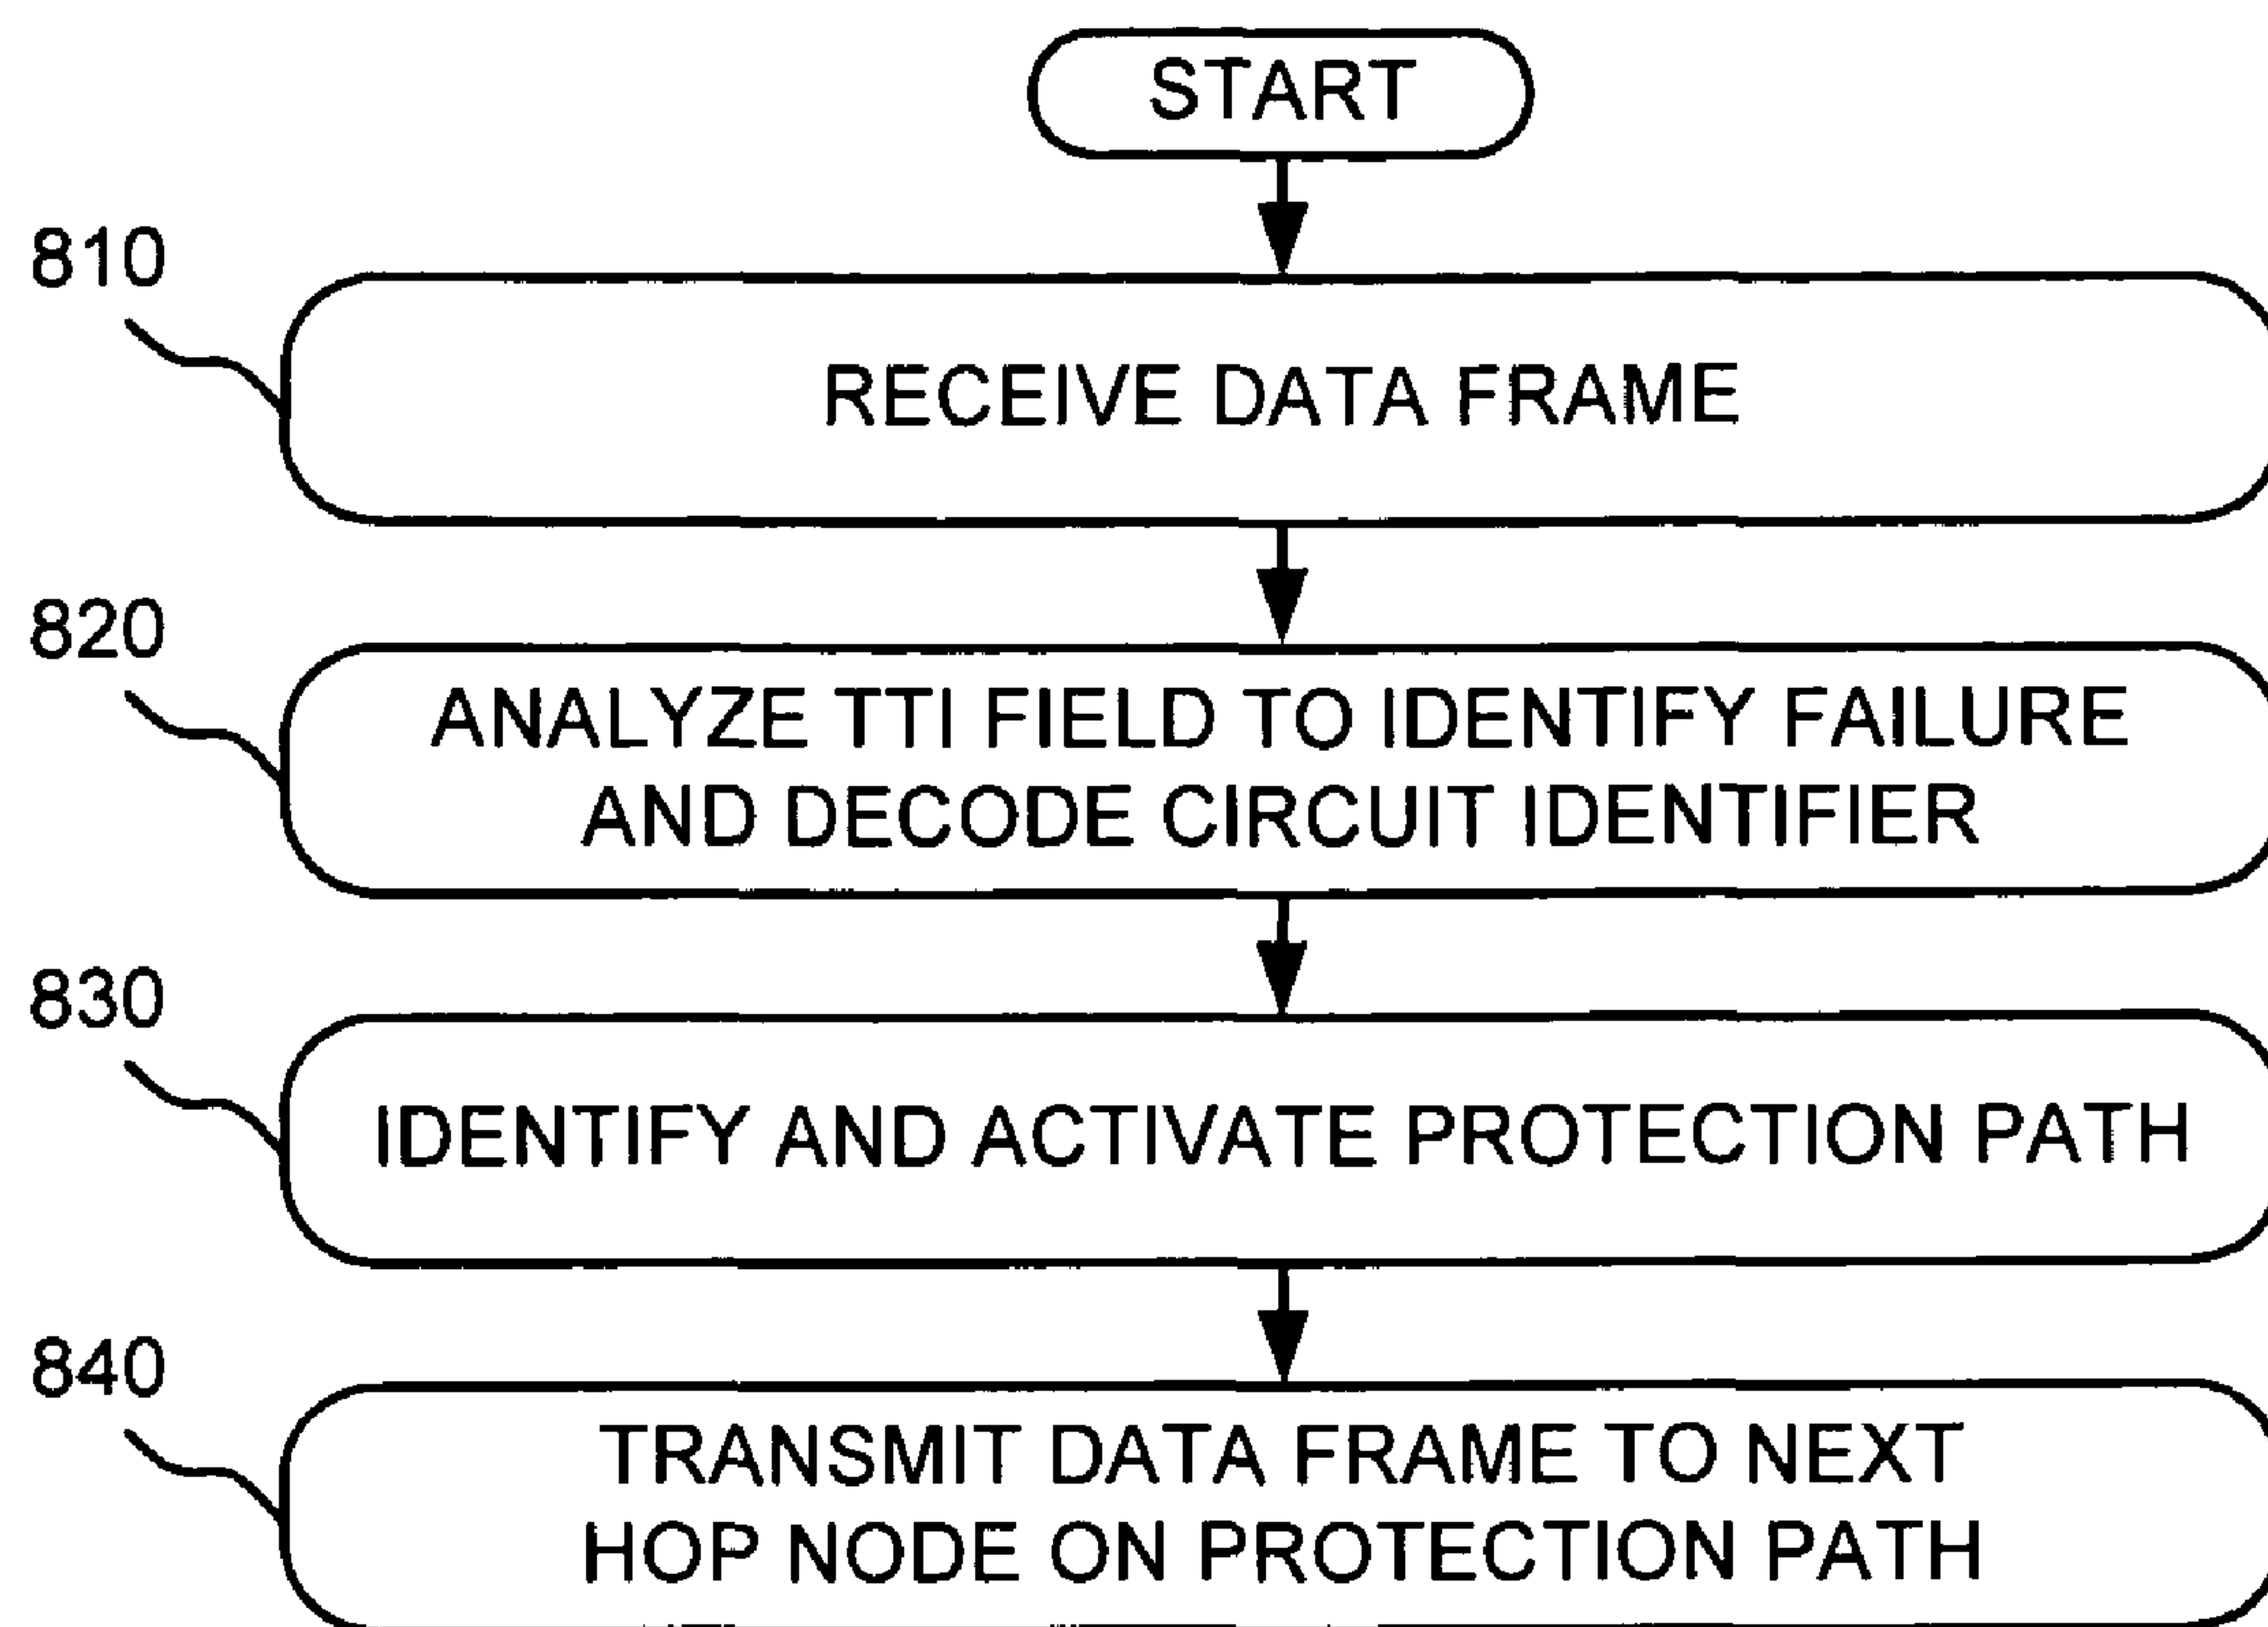 START
810
RECEIVE DATA FRAME
820
ANALYZE TTI FIELD TO IDENTIFY FAILURE
AND DECODE CIRCUIT IDENTIFIER
830
IDENTIFY AND ACTIVATE PROTECTION PATH
840
TRANSMIT DATA FRAME TO NEXT
HOP NODE ON PROTECTION PATH